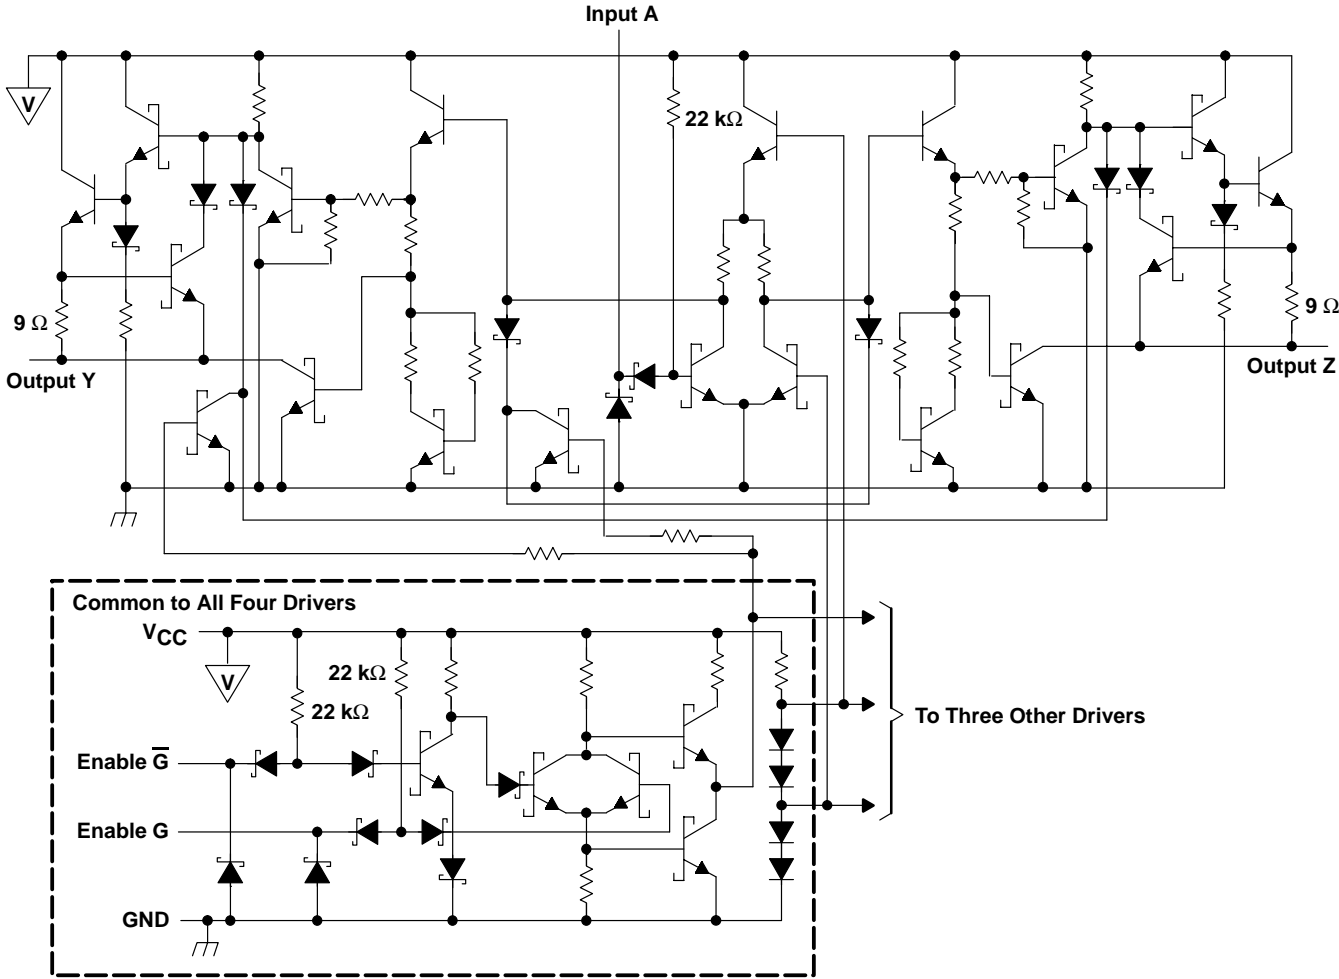 Input A
V
22 kΩ
9 Ω
9 Ω
Output Y
Output Z
Common to All Four Drivers
VCC
V
22 kΩ
22 kΩ
To Three Other Drivers
Enable G̅
Enable G
GND